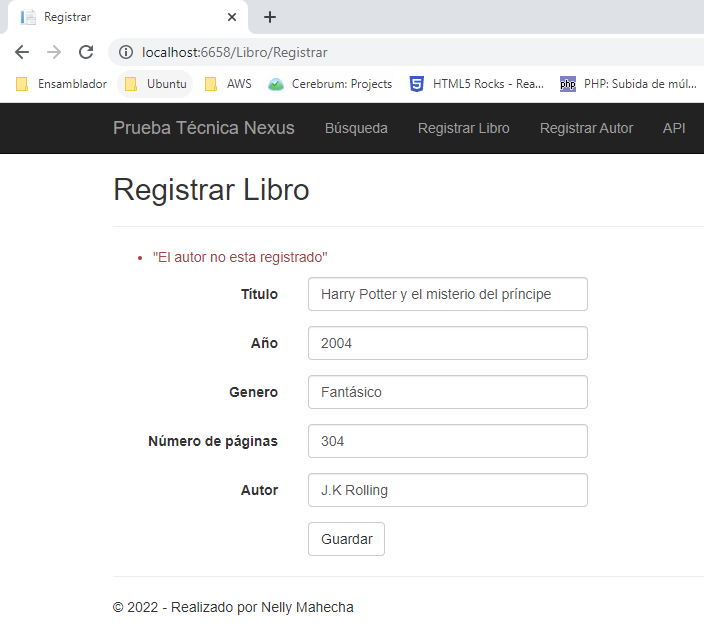 Registrar
localhost:6658/Libro/Registrar
Ensamblador Ubuntu AWS Cerebrum: Projects HTML5 Rocks - Rea... php PHP: Subida de múl...
Prueba Técnica Nexus Búsqueda Registrar Libro Registrar Autor API
Registrar Libro
"El autor no esta registrado"
Título Harry Potter y el misterio del príncipe
Año 2004
Genero Fantásico
Número de páginas 304
Autor J.K Rolling
Guardar
© 2022 - Realizado por Nelly Mahecha